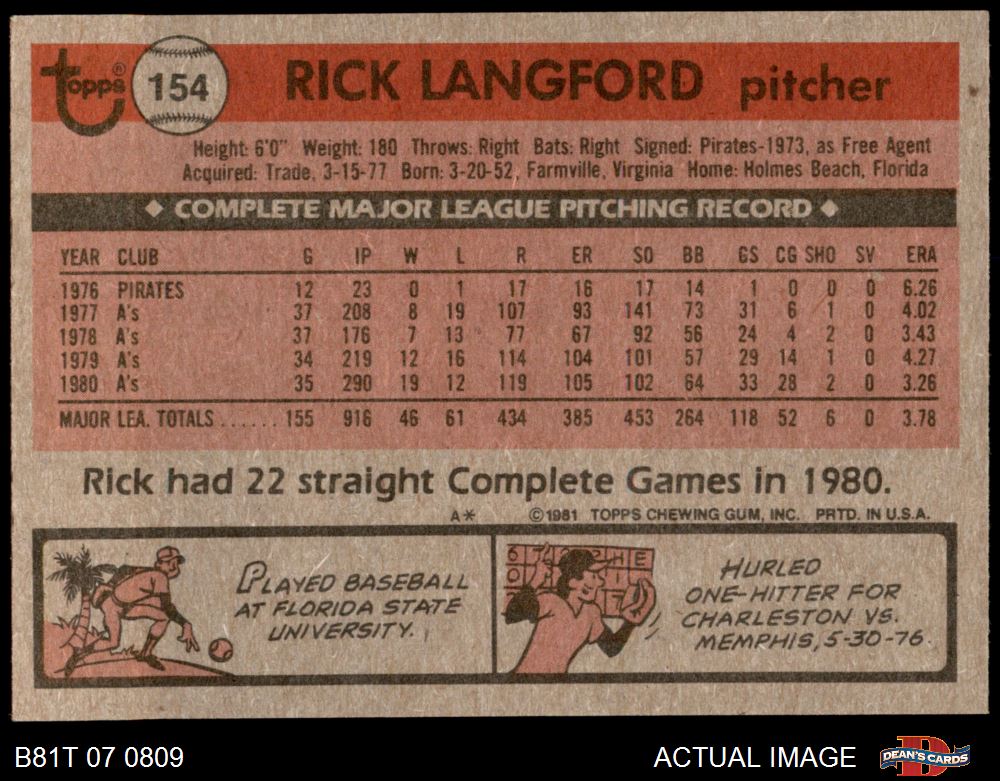 topps® 154 RICK LANGFORD pitcher
Height: 6'0" Weight: 180 Throws: Right Bats: Right Signed: Pirates-1973, as Free Agent
Acquired: Trade, 3-15-77 Born: 3-20-52, Farmville, Virginia Home: Holmes Beach, Florida
◆ COMPLETE MAJOR LEAGUE PITCHING RECORD ◆
YEAR CLUB G IP W L R ER SO BB GS CG SHO SV ERA
1976 PIRATES 12 23 0 1 17 16 17 14 1 0 0 0 6.26
1977 A's 37 208 8 19 107 93 141 73 31 6 1 0 4.02
1978 A's 37 176 7 13 77 67 92 56 24 4 2 0 3.43
1979 A's 34 219 12 16 114 104 101 57 29 14 1 0 4.27
1980 A's 35 290 19 12 119 105 102 64 33 28 2 0 3.26
MAJOR LEA. TOTALS ...... 155 916 46 61 434 385 453 264 118 52 6 0 3.78
Rick had 22 straight Complete Games in 1980.
A* ©1981 TOPPS CHEWING GUM, INC. PRTD. IN U.S.A.
PLAYED BASEBALL
AT FLORIDA STATE
UNIVERSITY.
HURLED
ONE-HITTER FOR
CHARLESTON VS.
MEMPHIS, 5-30-76.
B81T 07 0809 ACTUAL IMAGE DEAN'S CARDS